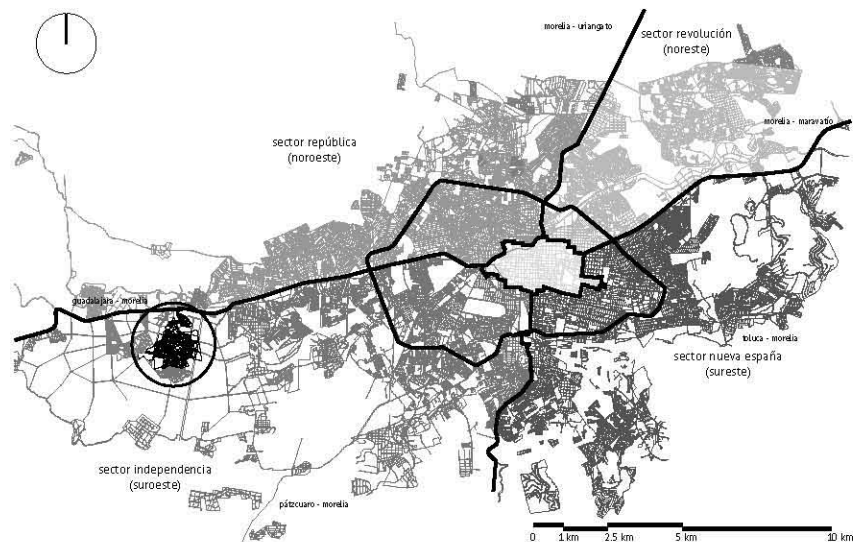 morelia - uriangato
sector revolución
(noreste)
morelia - maravatío
sector república
(noroeste)
guadalajara - morelia
toluca - morelia
sector nueva españa
(sureste)
sector independencia
(suroeste)
pátzcuaro - morelia
0 1 km 2.5 km 5 km 10 km